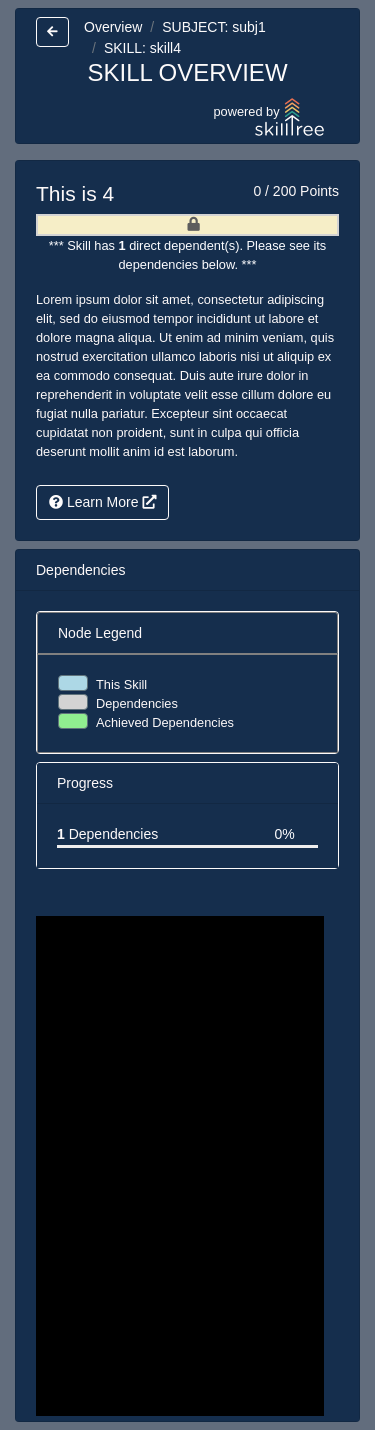 Overview / SUBJECT: subj1
/ SKILL: skill4
SKILL OVERVIEW
powered by
skilltree
This is 4
0 / 200 Points
*** Skill has 1 direct dependent(s). Please see its
dependencies below. ***
Lorem ipsum dolor sit amet, consectetur adipiscing
elit, sed do eiusmod tempor incididunt ut labore et
dolore magna aliqua. Ut enim ad minim veniam, quis
nostrud exercitation ullamco laboris nisi ut aliquip ex
ea commodo consequat. Duis aute irure dolor in
reprehenderit in voluptate velit esse cillum dolore eu
fugiat nulla pariatur. Excepteur sint occaecat
cupidatat non proident, sunt in culpa qui officia
deserunt mollit anim id est laborum.
Learn More
Dependencies
Node Legend
This Skill
Dependencies
Achieved Dependencies
Progress
1 Dependencies
0%